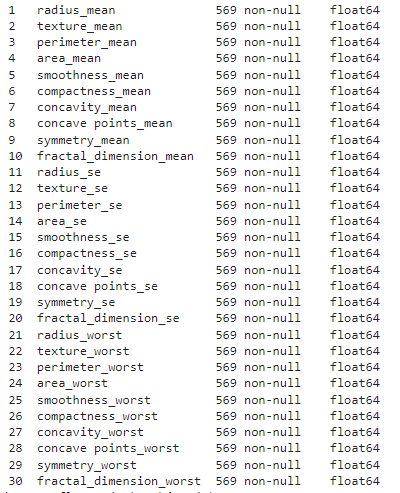 1 radius_mean 569 non-null float64
2 texture_mean 569 non-null float64
3 perimeter_mean 569 non-null float64
4 area_mean 569 non-null float64
5 smoothness_mean 569 non-null float64
6 compactness_mean 569 non-null float64
7 concavity_mean 569 non-null float64
8 concave points_mean 569 non-null float64
9 symmetry_mean 569 non-null float64
10 fractal_dimension_mean 569 non-null float64
11 radius_se 569 non-null float64
12 texture_se 569 non-null float64
13 perimeter_se 569 non-null float64
14 area_se 569 non-null float64
15 smoothness_se 569 non-null float64
16 compactness_se 569 non-null float64
17 concavity_se 569 non-null float64
18 concave points_se 569 non-null float64
19 symmetry_se 569 non-null float64
20 fractal_dimension_se 569 non-null float64
21 radius_worst 569 non-null float64
22 texture_worst 569 non-null float64
23 perimeter_worst 569 non-null float64
24 area_worst 569 non-null float64
25 smoothness_worst 569 non-null float64
26 compactness_worst 569 non-null float64
27 concavity_worst 569 non-null float64
28 concave points_worst 569 non-null float64
29 symmetry_worst 569 non-null float64
30 fractal_dimension_worst 569 non-null float64